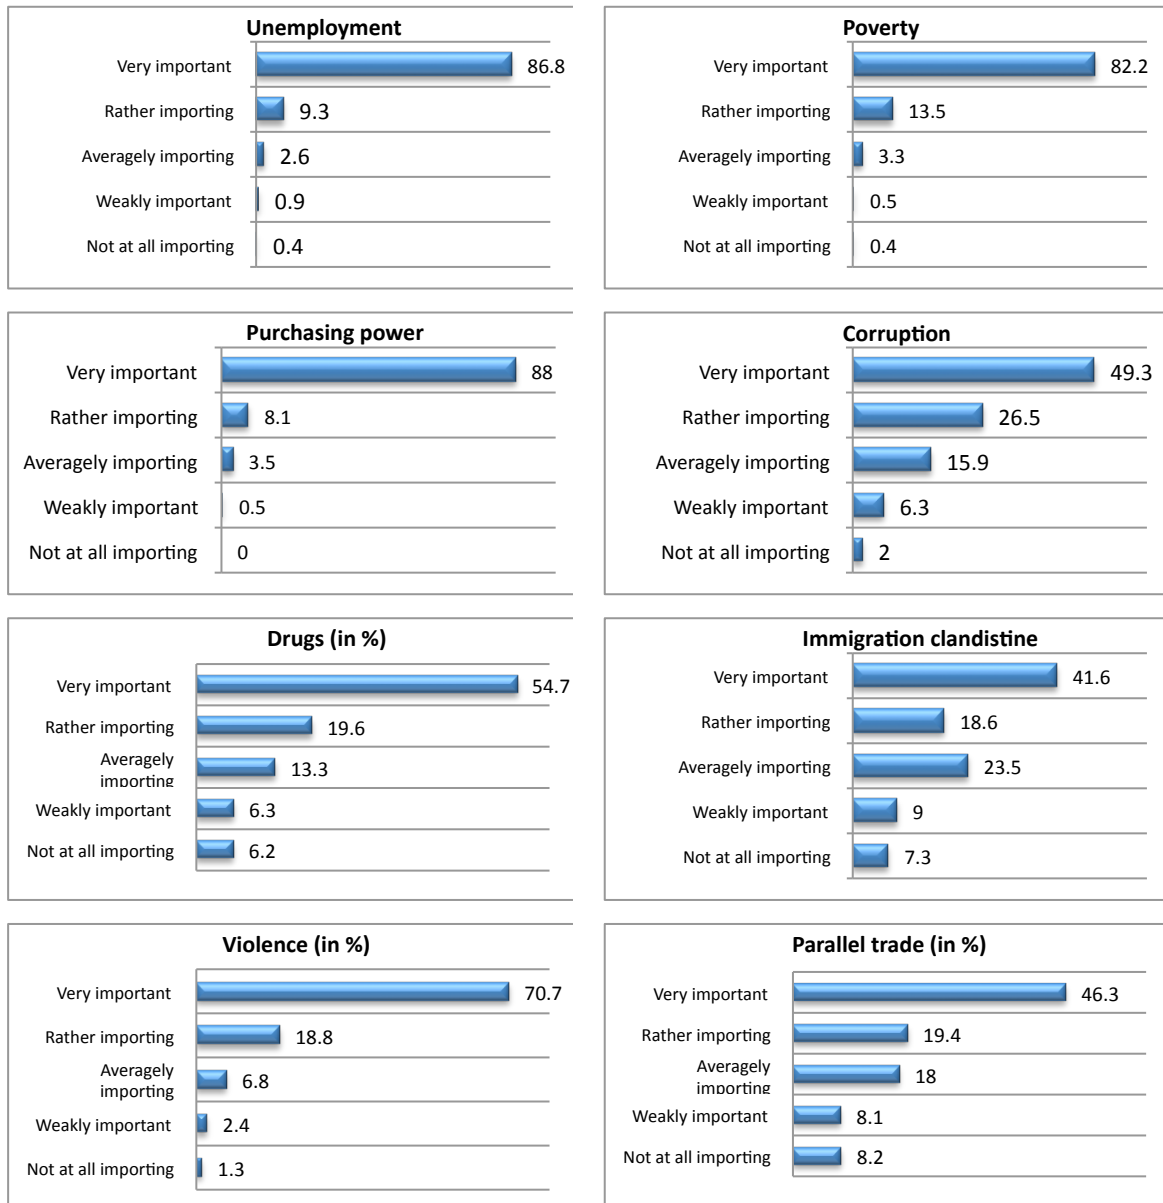 Unemployment
Very important 86.8
Rather importing 9.3
Averagely importing 2.6
Weakly important 0.9
Not at all importing 0.4
Poverty
Very important 82.2
Rather importing 13.5
Averagely importing 3.3
Weakly important 0.5
Not at all importing 0.4
Purchasing power
Very important 88
Rather importing 8.1
Averagely importing 3.5
Weakly important 0.5
Not at all importing 0
Corruption
Very important 49.3
Rather importing 26.5
Averagely importing 15.9
Weakly important 6.3
Not at all importing 2
Drugs (in %)
Very important 54.7
Rather importing 19.6
Averagely
importing 13.3
Weakly important 6.3
Not at all importing 6.2
Immigration clandistine
Very important 41.6
Rather importing 18.6
Averagely importing 23.5
Weakly important 9
Not at all importing 7.3
Violence (in %)
Very important 70.7
Rather importing 18.8
Averagely
importing 6.8
Weakly important 2.4
Not at all importing 1.3
Parallel trade (in %)
Very important 46.3
Rather importing 19.4
Averagely
importing 18
Weakly important 8.1
Not at all importing 8.2